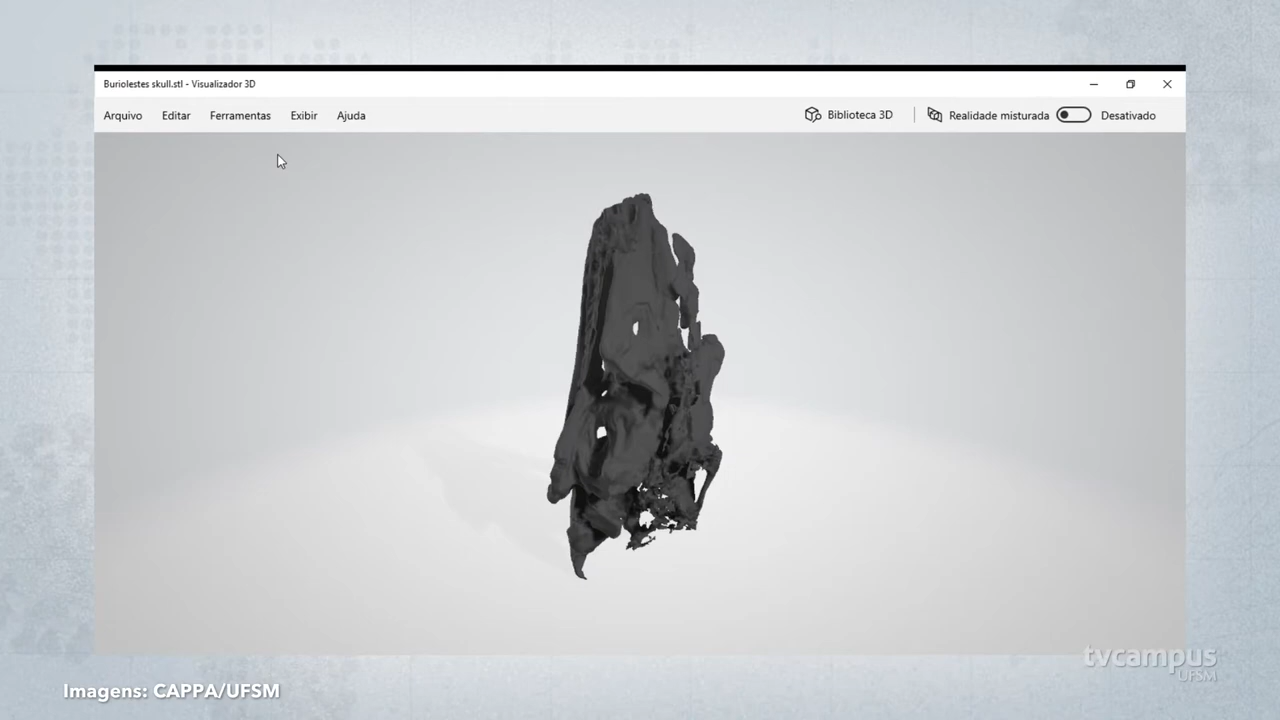 Buriolestes skull.stl - Visualizador 3D
Arquivo Editar Ferramentas Exibir Ajuda Biblioteca 3D Realidade misturada Desativado
tvcampus
UFSM
Imagens: CAPPA/UFSM